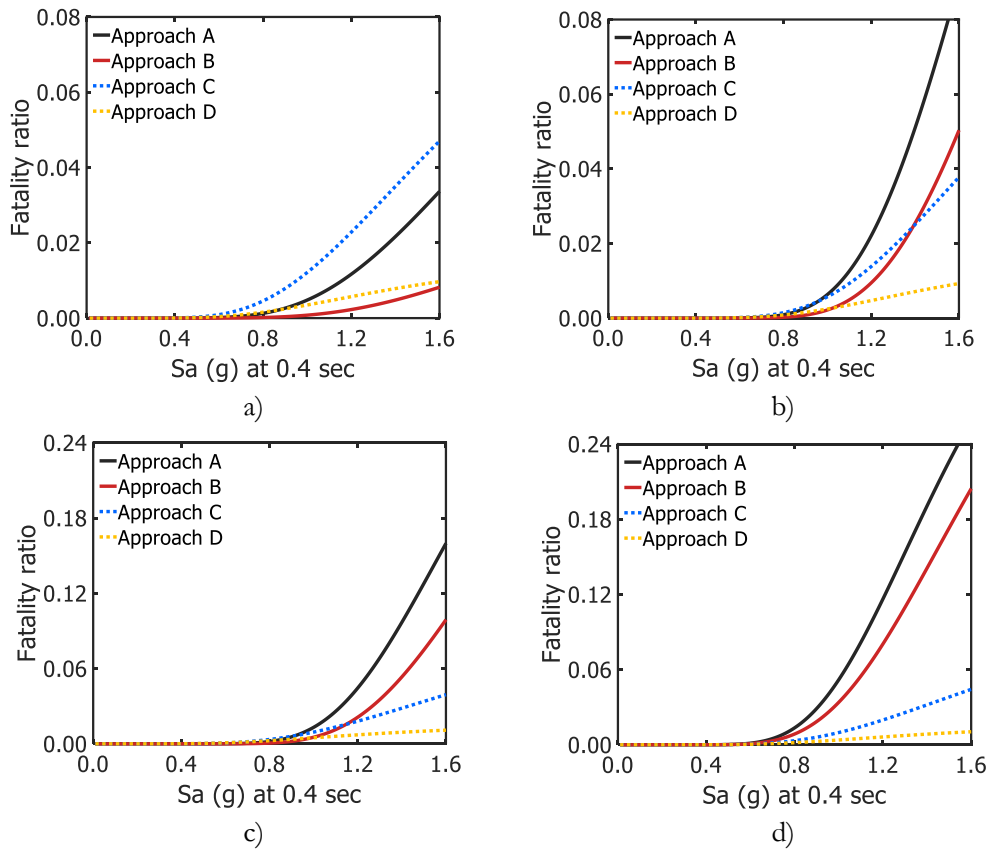 0.08
0.06
0.04
0.02
0.00
Fatality ratio
Approach A
Approach B
Approach C
Approach D
0.0 0.4 0.8 1.2 1.6
Sa (g) at 0.4 sec
a)
0.08
0.06
0.04
0.02
0.00
Fatality ratio
Approach A
Approach B
Approach C
Approach D
0.0 0.4 0.8 1.2 1.6
Sa (g) at 0.4 sec
b)
0.24
0.18
0.12
0.06
0.00
Fatality ratio
Approach A
Approach B
Approach C
Approach D
0.0 0.4 0.8 1.2 1.6
Sa (g) at 0.4 sec
c)
0.24
0.18
0.12
0.06
0.00
Fatality ratio
Approach A
Approach B
Approach C
Approach D
0.0 0.4 0.8 1.2 1.6
Sa (g) at 0.4 sec
d)